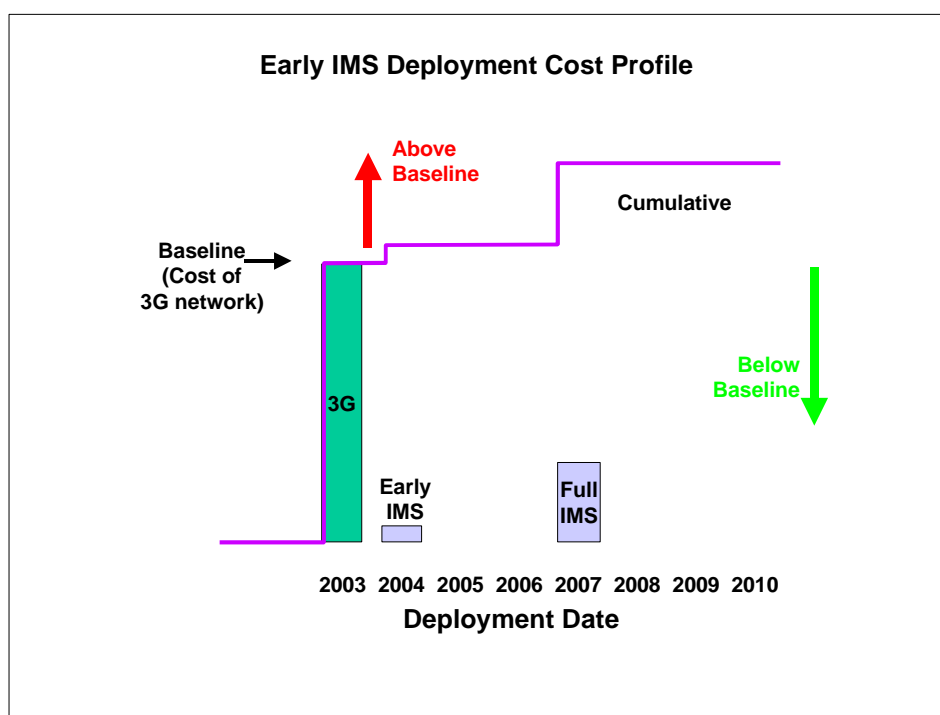 Early IMS Deployment Cost Profile
Above
Baseline
Cumulative
Baseline
(Cost of
3G network)
Below
Baseline
3G
Early
IMS
Full
IMS
2003 2004 2005 2006 2007 2008 2009 2010
Deployment Date